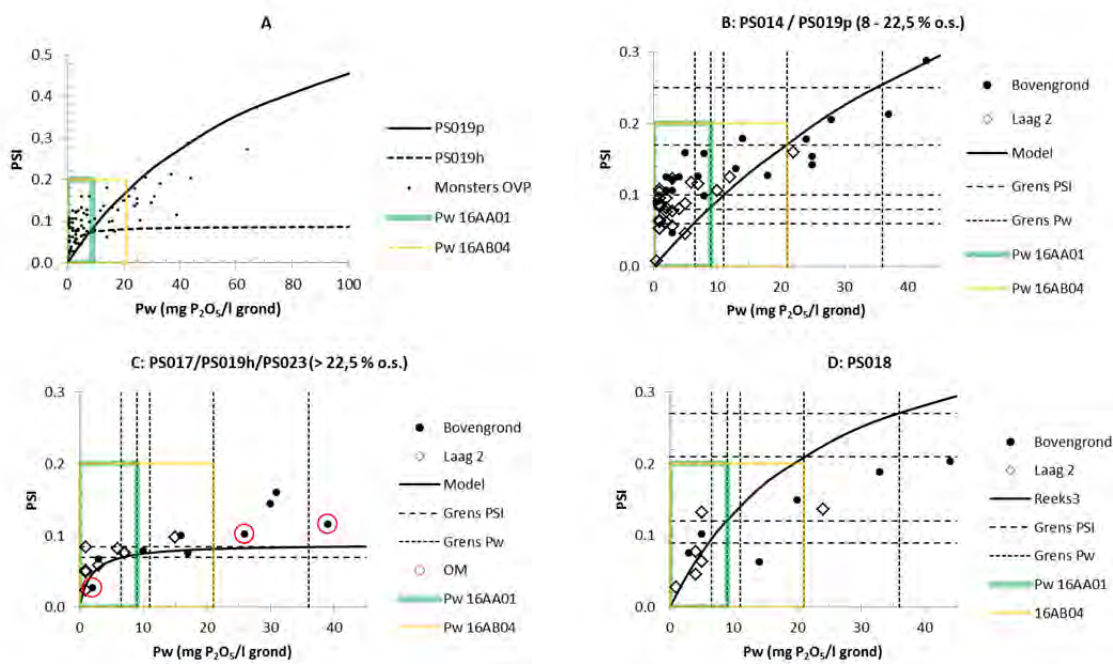 A
PSI
0.5
0.4
0.3
0.2
0.1
0.0
0 20 40 60 80 100
Pw (mg P₂O₅/l grond)
PS019p
PS019h
Monsters OVP
Pw 16AA01
Pw 16AB04
B: PS014 / PS019p (8 - 22,5 % o.s.)
PSI
0.3
0.2
0.1
0.0
0 10 20 30 40
Pw (mg P₂O₅/l grond)
Bovengrond
Laag 2
Model
Grens PSI
Grens Pw
Pw 16AA01
Pw 16AB04
C: PS017/PS019h/PS023 (> 22,5 % o.s.)
PSI
0.3
0.2
0.1
0.0
0 10 20 30 40
Pw (mg P₂O₅/l grond)
Bovengrond
Laag 2
Model
Grens PSI
Grens Pw
OM
Pw 16AA01
Pw 16AB04
D: PS018
PSI
0.3
0.2
0.1
0.0
0 10 20 30 40
Pw (mg P₂O₅/l grond)
Bovengrond
Laag 2
Reeks3
Grens PSI
Grens Pw
Pw 16AA01
16AB04